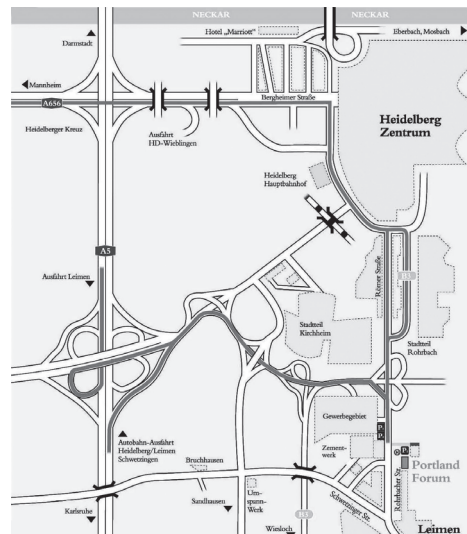 NECKAR
NECKAR
Darmstadt
Hotel „Marriott"
Eberbach, Mosbach
Mannheim
A656
Bergheimer Straße
Heidelberger Kreuz
Ausfahrt
HD-Wieblingen
Heidelberg
Zentrum
Heidelberg
Hauptbahnhof
A5
Ausfahrt Leimen
Römer Straße
Stadtteil
Kirchheim
Stadtteil
Rohrbach
Gewerbegebiet
Autobahn-Ausfahrt
Heidelberg/Leimen
Schwetzingen
Bruchhausen
Zement-
werk
P
Portland
Forum
Rohrbacher Str.
Um-
spann-
Werk
Sandhausen
Schwetzinger Str.
Karlsruhe
Wiesloch
Leimen